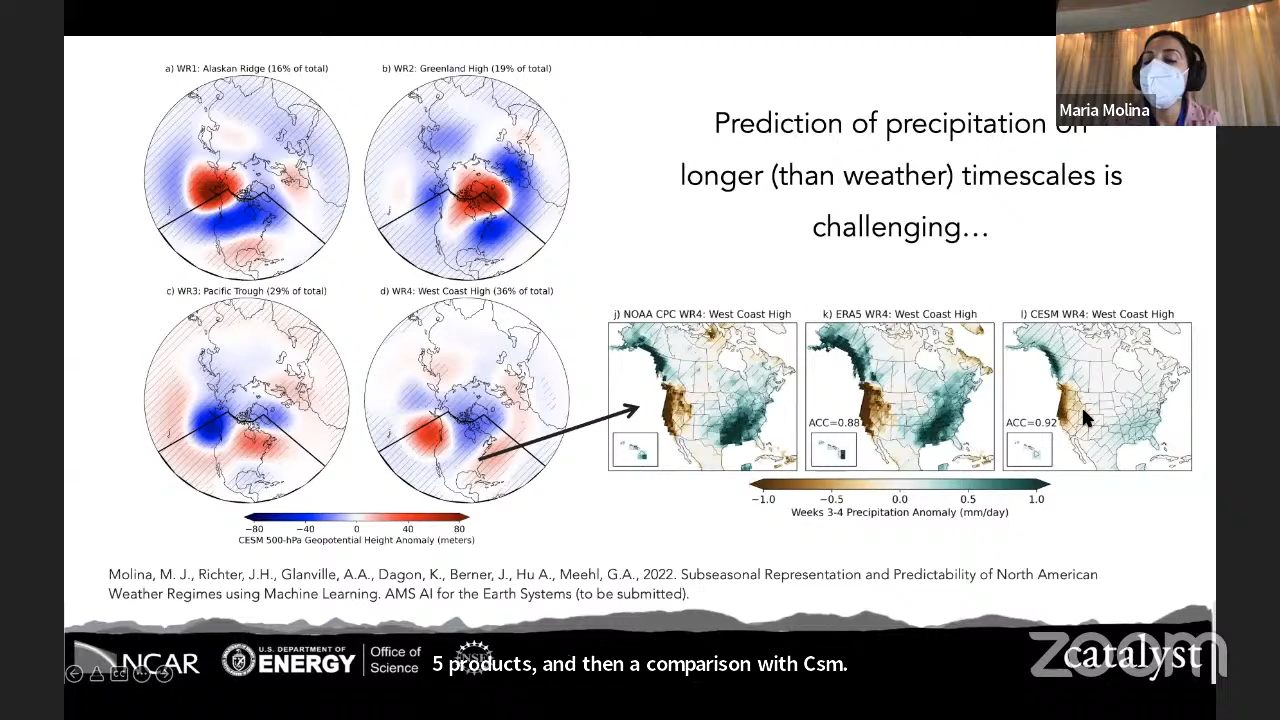 a) WR1: Alaskan Ridge (16% of total)
b) WR2: Greenland High (19% of total)
Maria Molina
Prediction of precipitation on
longer (than weather) timescales is
challenging…
c) WR3: Pacific Trough (29% of total)
d) WR4: West Coast High (36% of total)
j) NOAA CPC WR4: West Coast High
k) ERA5 WR4: West Coast High
l) CESM WR4: West Coast High
ACC=0.88
ACC=0.92
−1.0 −0.5 0.0 0.5 1.0
Weeks 3-4 Precipitation Anomaly (mm/day)
−80 −40 0 40 80
CESM 500-hPa Geopotential Height Anomaly (meters)
Molina, M. J., Richter, J.H., Glanville, A.A., Dagon, K., Berner, J., Hu A., Meehl, G.A., 2022. Subseasonal Representation and Predictability of North American
Weather Regimes using Machine Learning. AMS AI for the Earth Systems (to be submitted).
NCAR
U.S. DEPARTMENT OF
ENERGY
Office of
Science
5 products, and then a comparison with Csm.
catalyst
zoom